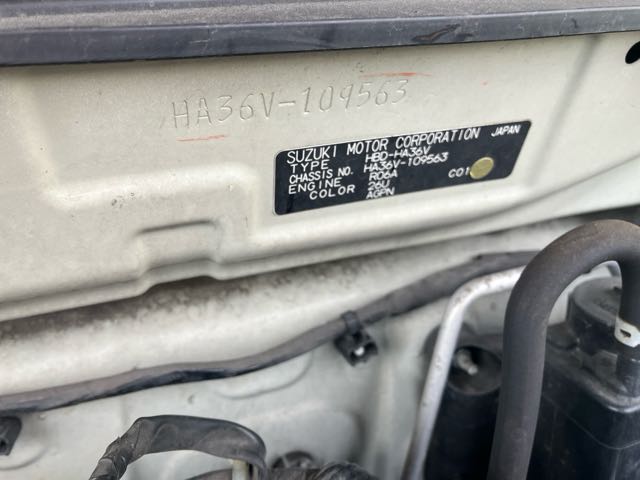 HA36V-109563
SUZUKI MOTOR CORPORATION JAPAN
TYPE HBD-HA36V
CHASSIS NO. HA36V-109563
ENGINE R06A C01
COLOR 26U
AGPN